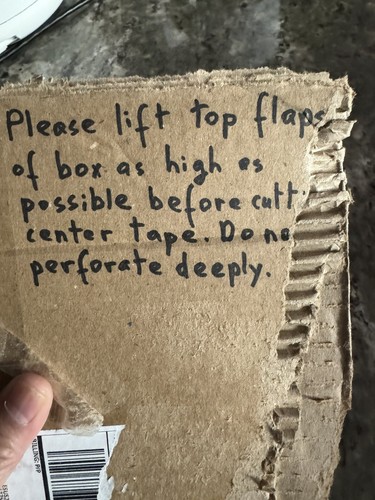 Please lift top flaps
of box as high as
possible before cutt
center tape. Do no
perforate deeply.